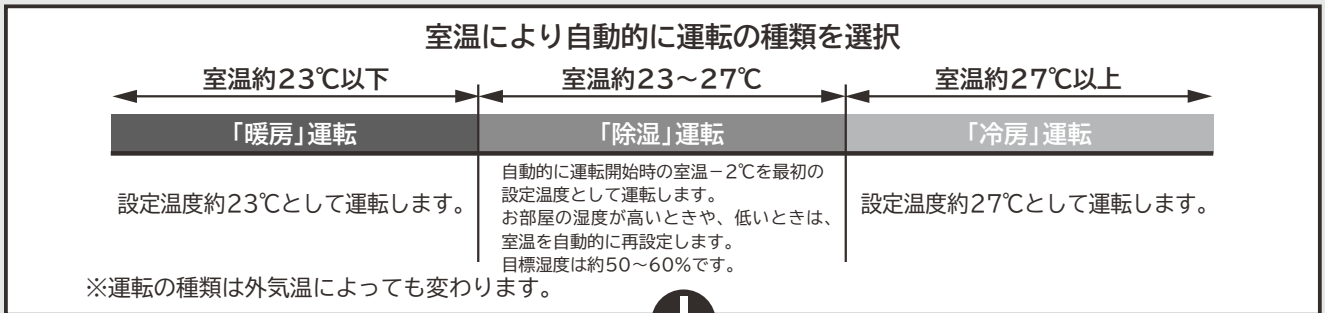 室温により自動的に運転の種類を選択
室温約23℃以下
室温約23～27℃
室温約27℃以上
「暖房」運転
「除湿」運転
「冷房」運転
設定温度約23℃として運転します。
自動的に運転開始時の室温－2℃を最初の
設定温度として運転します。
お部屋の湿度が高いときや、低いときは、
室温を自動的に再設定します。
目標湿度は約50～60%です。
設定温度約27℃として運転します。
※運転の種類は外気温によっても変わります。